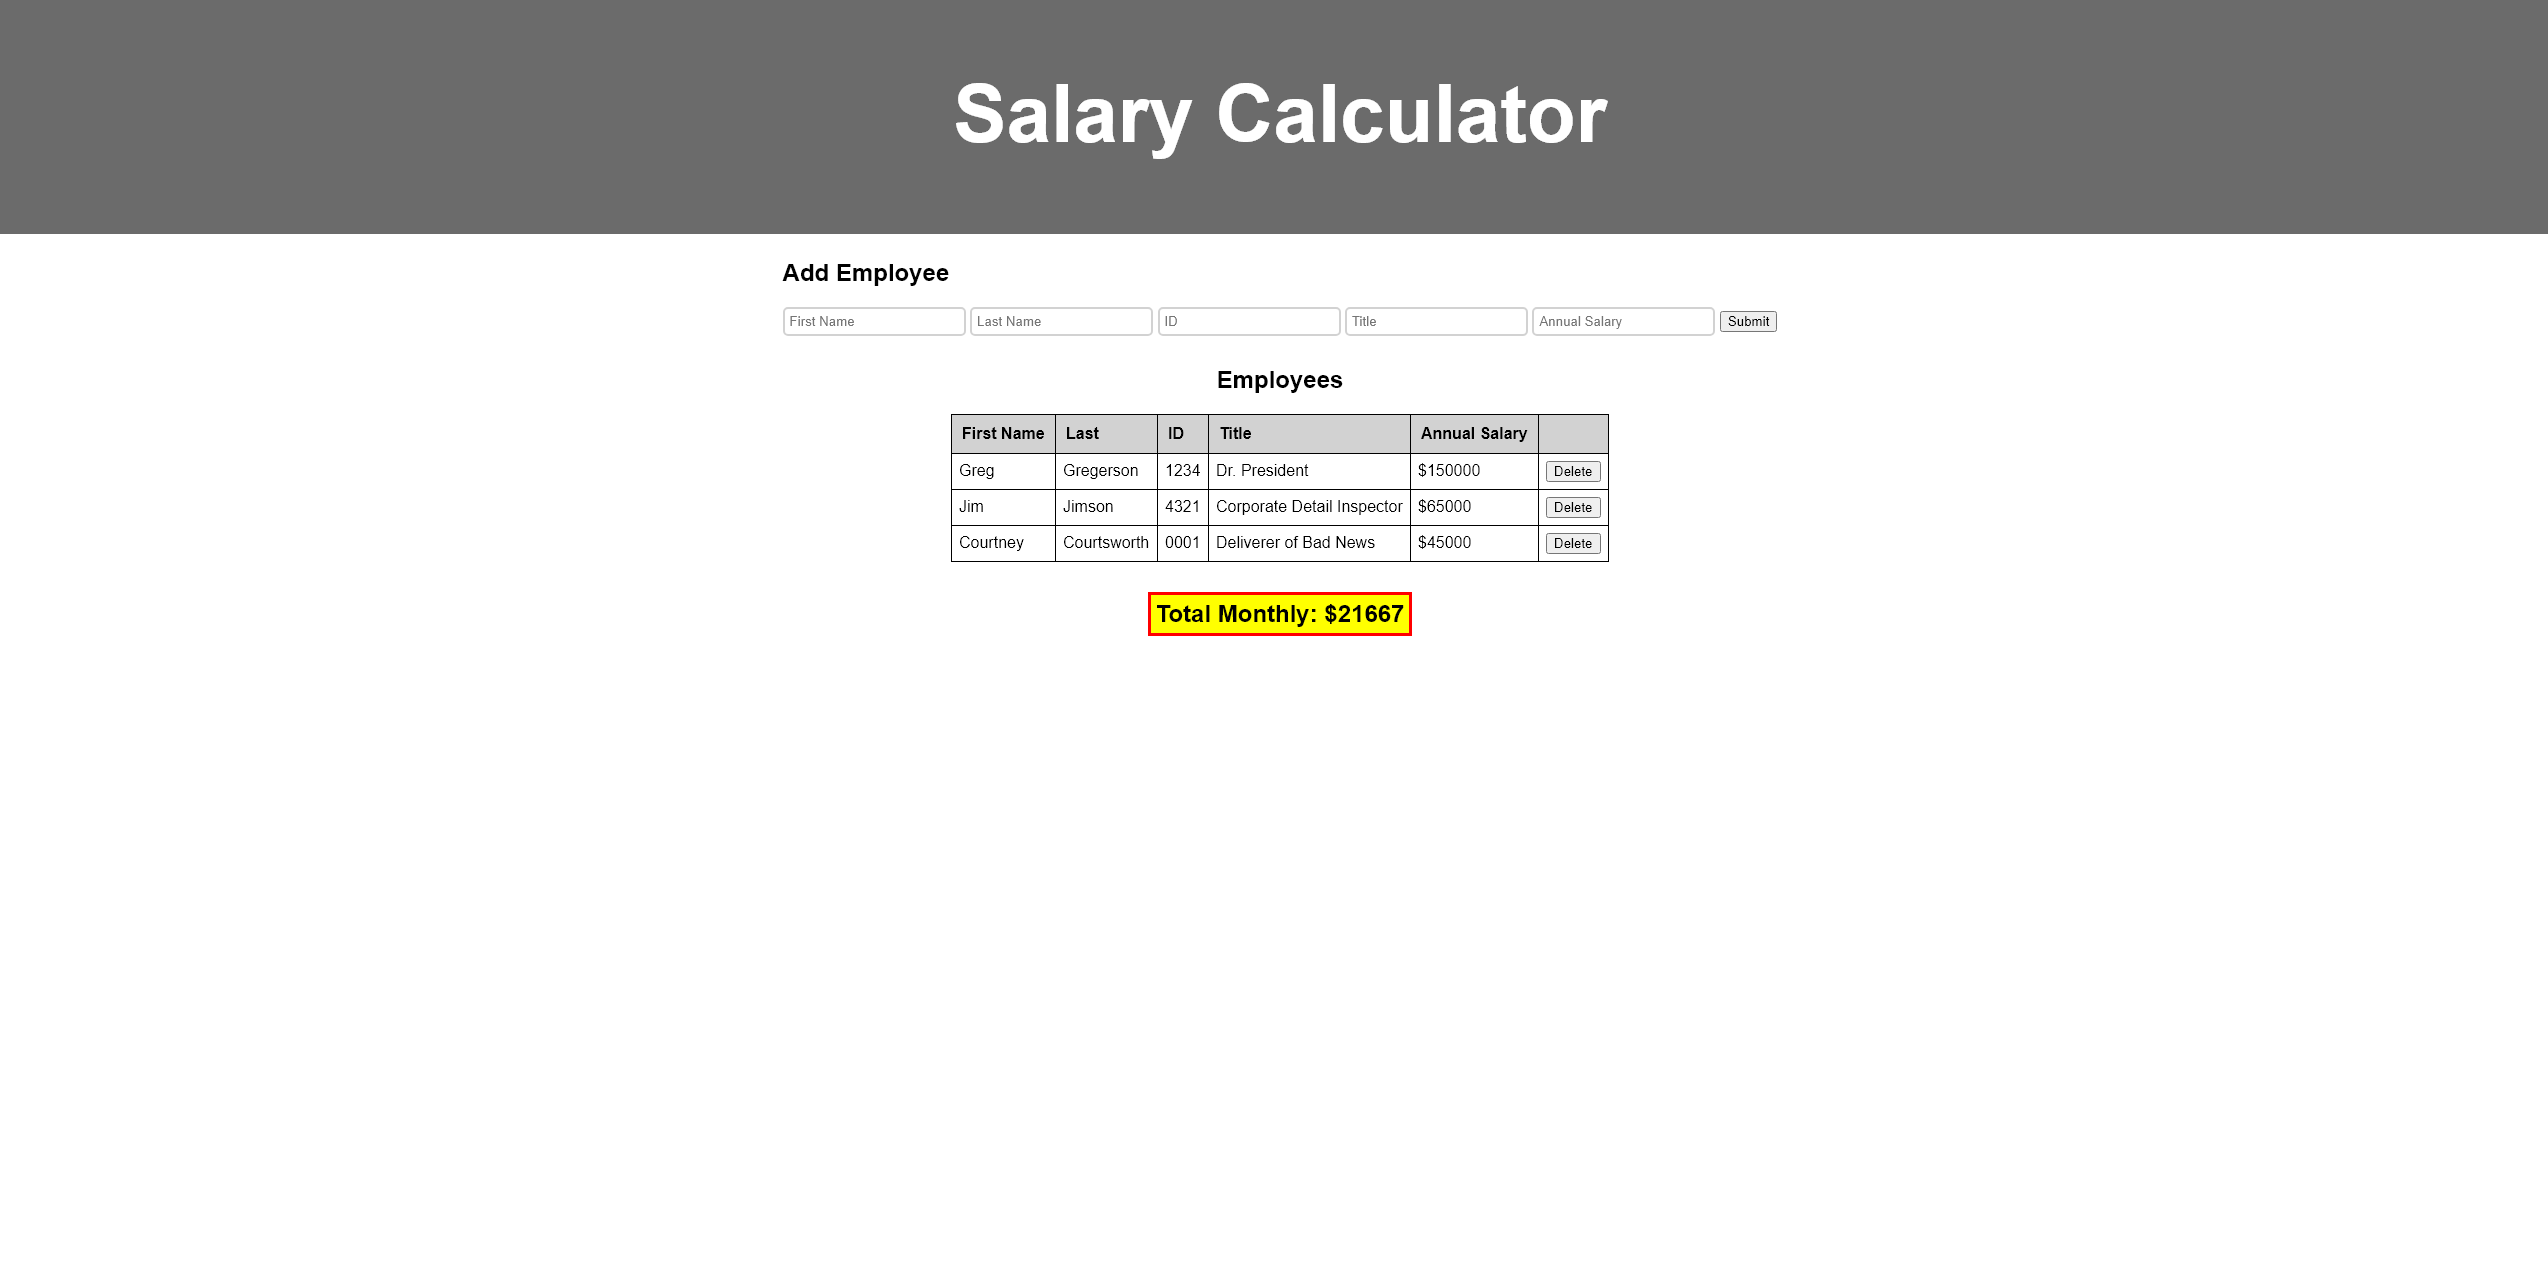 Salary Calculator
Add Employee
First Name Last Name ID Title Annual Salary Submit
Employees
First Name Last ID Title Annual Salary
Greg Gregerson 1234 Dr. President $150000 Delete
Jim Jimson 4321 Corporate Detail Inspector $65000 Delete
Courtney Courtsworth 0001 Deliverer of Bad News $45000 Delete
Total Monthly: $21667